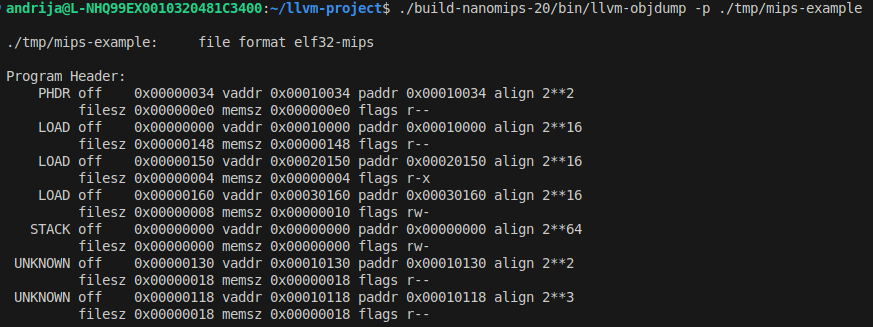 andrija@L-NHQ99EX0010320481C3400:~/llvm-project$ ./build-nanomips-20/bin/llvm-objdump -p ./tmp/mips-example

./tmp/mips-example:     file format elf32-mips

Program Header:
    PHDR off    0x00000034 vaddr 0x00010034 paddr 0x00010034 align 2**2
         filesz 0x000000e0 memsz 0x000000e0 flags r--
    LOAD off    0x00000000 vaddr 0x00010000 paddr 0x00010000 align 2**16
         filesz 0x00000148 memsz 0x00000148 flags r--
    LOAD off    0x00000150 vaddr 0x00020150 paddr 0x00020150 align 2**16
         filesz 0x00000004 memsz 0x00000004 flags r-x
    LOAD off    0x00000160 vaddr 0x00030160 paddr 0x00030160 align 2**16
         filesz 0x00000008 memsz 0x00000010 flags rw-
   STACK off    0x00000000 vaddr 0x00000000 paddr 0x00000000 align 2**64
         filesz 0x00000000 memsz 0x00000000 flags rw-
 UNKNOWN off    0x00000130 vaddr 0x00010130 paddr 0x00010130 align 2**2
         filesz 0x00000018 memsz 0x00000018 flags r--
 UNKNOWN off    0x00000118 vaddr 0x00010118 paddr 0x00010118 align 2**3
         filesz 0x00000018 memsz 0x00000018 flags r--